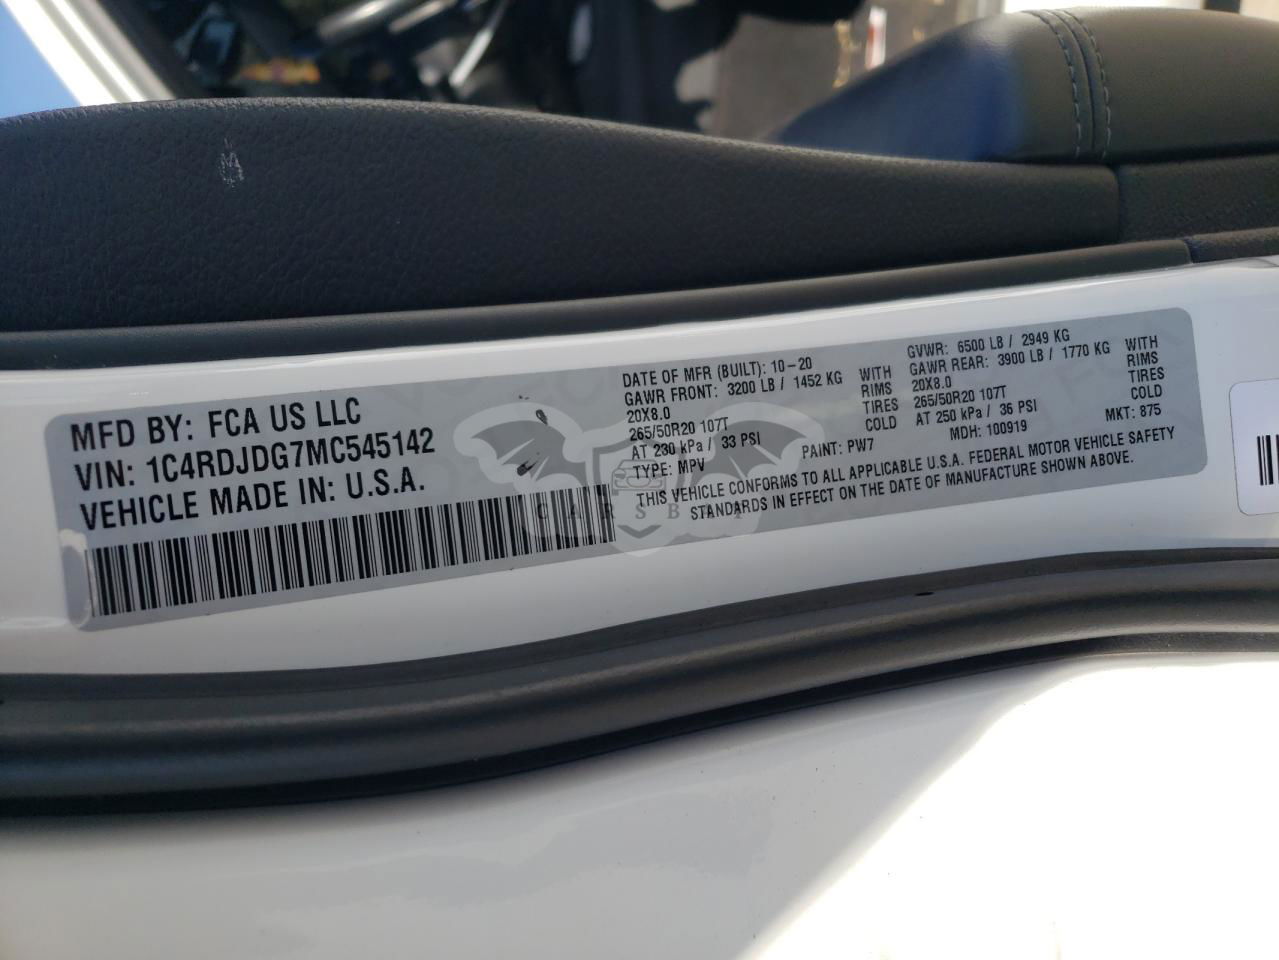 MFD BY: FCA US LLC
VIN: 1C4RDJDG7MC545142
VEHICLE MADE IN: U.S.A.
DATE OF MFR (BUILT): 10-20
GAWR FRONT: 3200 LB / 1452 KG WITH
20X8.0 RIMS
265/50R20 107T TIRES
AT 230 kPa / 33 PSI COLD
TYPE: MPV PAINT: PW7
GVWR: 6500 LB / 2949 KG
GAWR REAR: 3900 LB / 1770 KG WITH
20X8.0 RIMS
265/50R20 107T TIRES
AT 250 kPa / 36 PSI COLD
MDH: 100919 MKT: 875
THIS VEHICLE CONFORMS TO ALL APPLICABLE U.S.A. FEDERAL MOTOR VEHICLE SAFETY
STANDARDS IN EFFECT ON THE DATE OF MANUFACTURE SHOWN ABOVE.